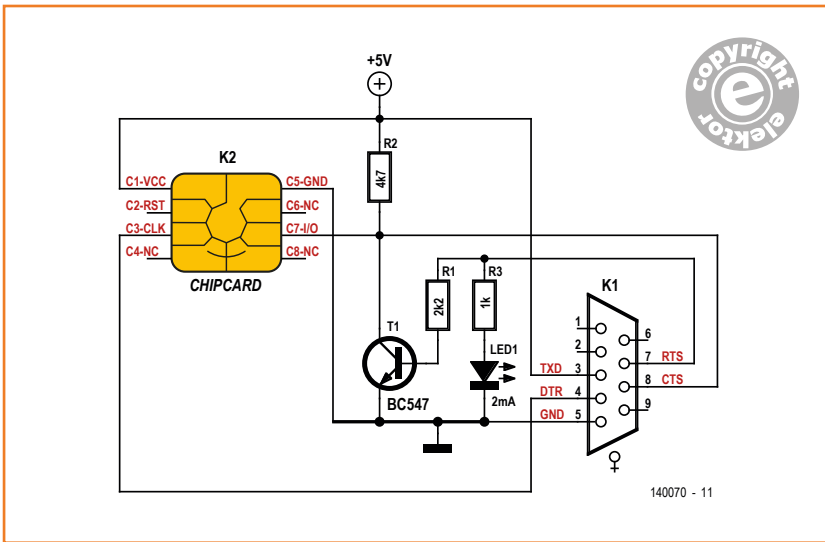 +5V
copyright
e
elektor
R2
4k7
K2
C1-VCC
C5-GND
C2-RST
C6-NC
C3-CLK
C7-I/O
C4-NC
C8-NC
CHIPCARD
R1
2k2
R3
1k
K1
T1
BC547
LED1
2mA
TXD
DTR
GND
1
2
3
4
5
6
7
8
9
RTS
CTS
140070 - 11